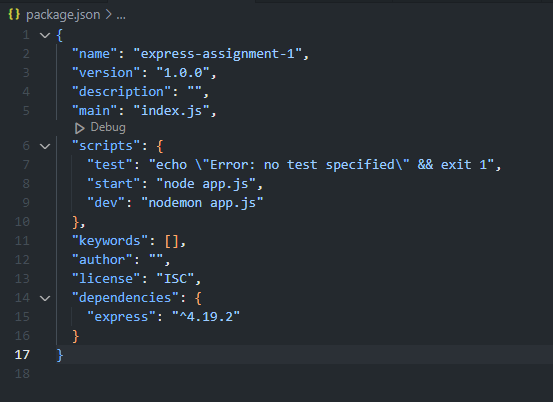 {} package.json > ...
1 {
2 "name": "express-assignment-1",
3 "version": "1.0.0",
4 "description": "",
5 "main": "index.js",
Debug
6 "scripts": {
7 "test": "echo \"Error: no test specified\" && exit 1",
8 "start": "node app.js",
9 "dev": "nodemon app.js"
10 },
11 "keywords": [],
12 "author": "",
13 "license": "ISC",
14 "dependencies": {
15 "express": "^4.19.2"
16 }
17 }
18